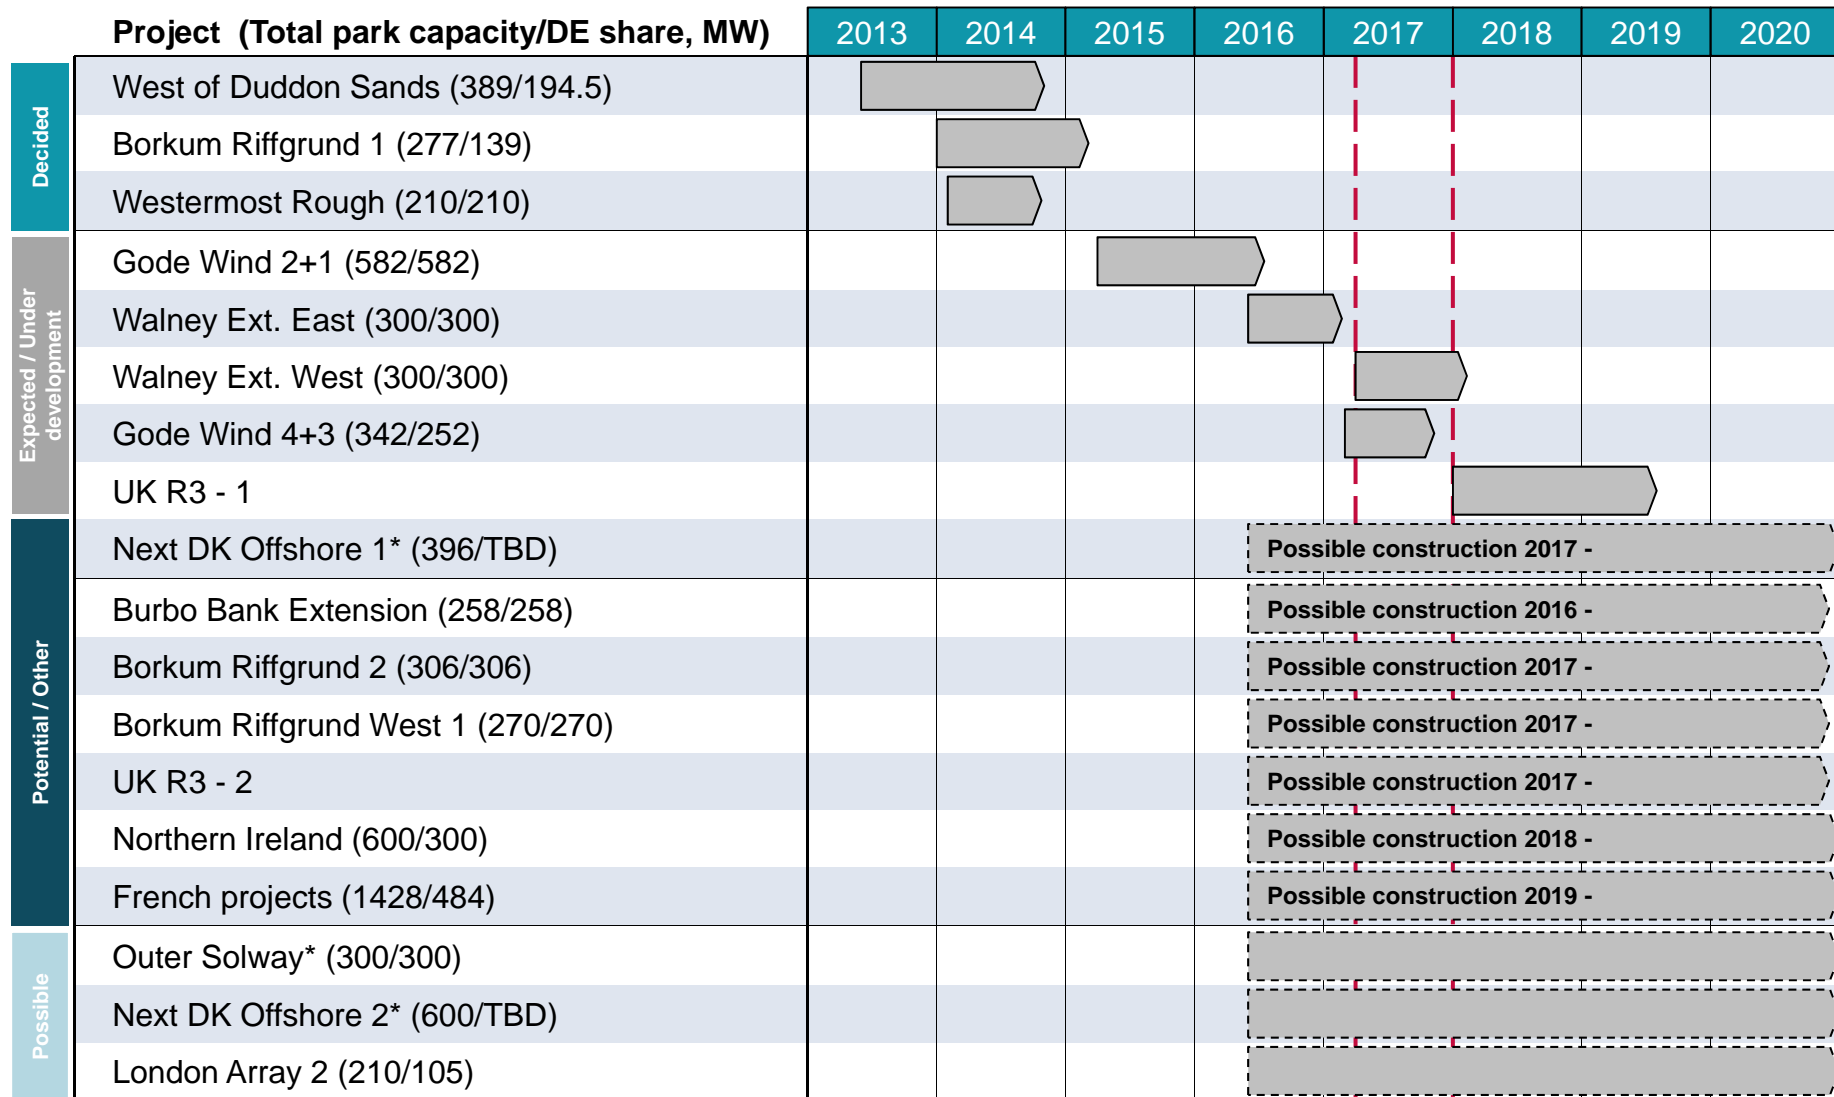 Project (Total park capacity/DE share, MW) 2013 2014 2015 2016 2017 2018 2019 2020
Decided
West of Duddon Sands (389/194.5)
Borkum Riffgrund 1 (277/139)
Westermost Rough (210/210)
Expected / Under
development
Gode Wind 2+1 (582/582)
Walney Ext. East (300/300)
Walney Ext. West (300/300)
Gode Wind 4+3 (342/252)
UK R3 - 1
Potential / Other
Next DK Offshore 1* (396/TBD) Possible construction 2017 -
Burbo Bank Extension (258/258) Possible construction 2016 -
Borkum Riffgrund 2 (306/306) Possible construction 2017 -
Borkum Riffgrund West 1 (270/270) Possible construction 2017 -
UK R3 - 2 Possible construction 2017 -
Northern Ireland (600/300) Possible construction 2018 -
French projects (1428/484) Possible construction 2019 -
Possible
Outer Solway* (300/300)
Next DK Offshore 2* (600/TBD)
London Array 2 (210/105)